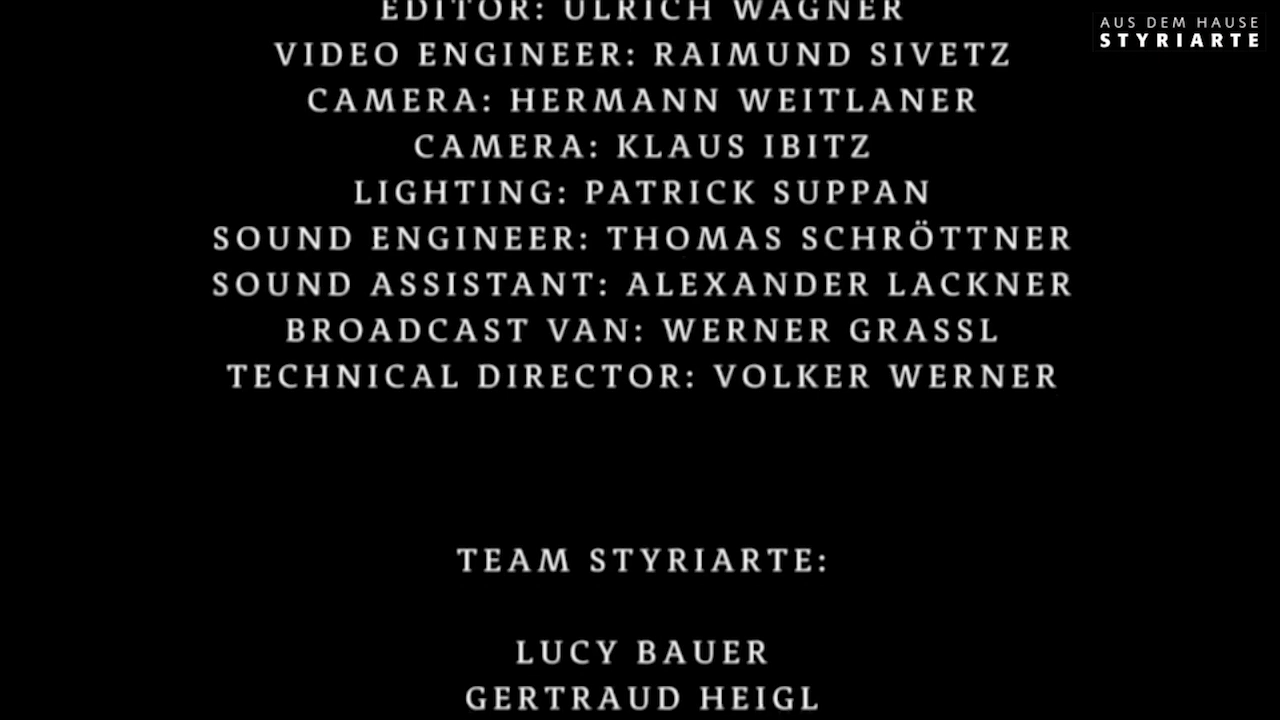 EDITOR: ULRICH WAGNER
AUS DEM HAUSE
STYRIARTE
VIDEO ENGINEER: RAIMUND SIVETZ
CAMERA: HERMANN WEITLANER
CAMERA: KLAUS IBITZ
LIGHTING: PATRICK SUPPAN
SOUND ENGINEER: THOMAS SCHRÖTTNER
SOUND ASSISTANT: ALEXANDER LACKNER
BROADCAST VAN: WERNER GRASSL
TECHNICAL DIRECTOR: VOLKER WERNER
TEAM STYRIARTE:
LUCY BAUER
GERTRAUD HEIGL